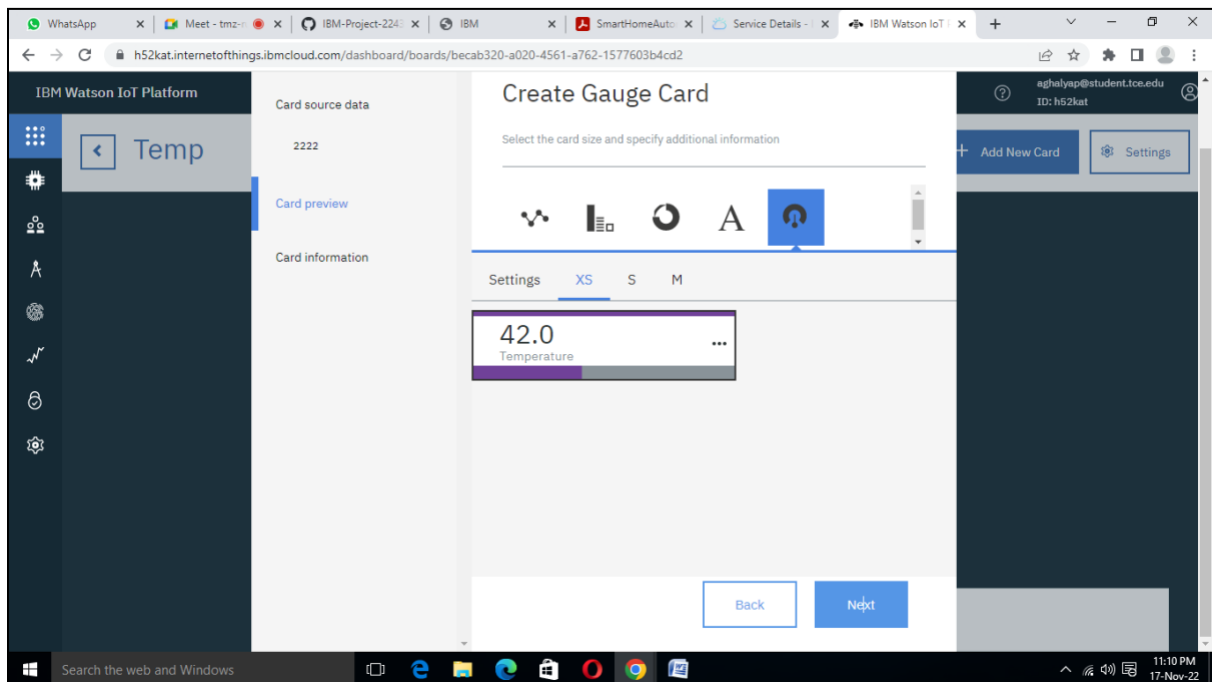 WhatsApp
Meet - tmz-
IBM-Project-224
IBM
SmartHomeAuto
Service Details -
IBM Watson IoT
h52kat.internetofthings.ibmcloud.com/dashboard/boards/becab320-a020-4561-a762-1577603b4cd2
IBM Watson IoT Platform
aghalyap@student.tce.edu
ID: h52kat
Temp
Add New Card
Settings
Card source data
2222
Card preview
Card information
Create Gauge Card
Select the card size and specify additional information
A
Settings XS S M
42.0
Temperature
Back Next
Search the web and Windows
11:10 PM
17-Nov-22